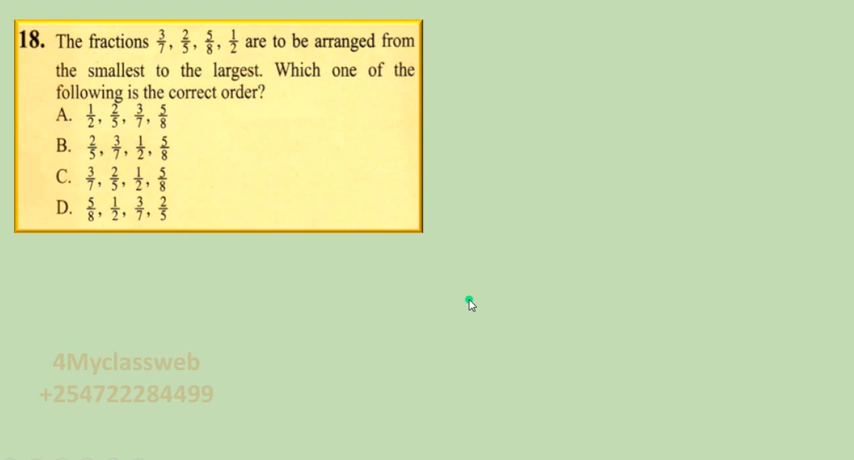 18. The fractions 3/7, 2/5, 5/8, 1/2 are to be arranged from
the smallest to the largest. Which one of the
following is the correct order?
A. 1/2, 2/5, 3/7, 5/8
B. 2/5, 3/7, 1/2, 5/8
C. 3/7, 2/5, 1/2, 5/8
D. 5/8, 1/2, 3/7, 2/5
4Myclassweb
+254722284499